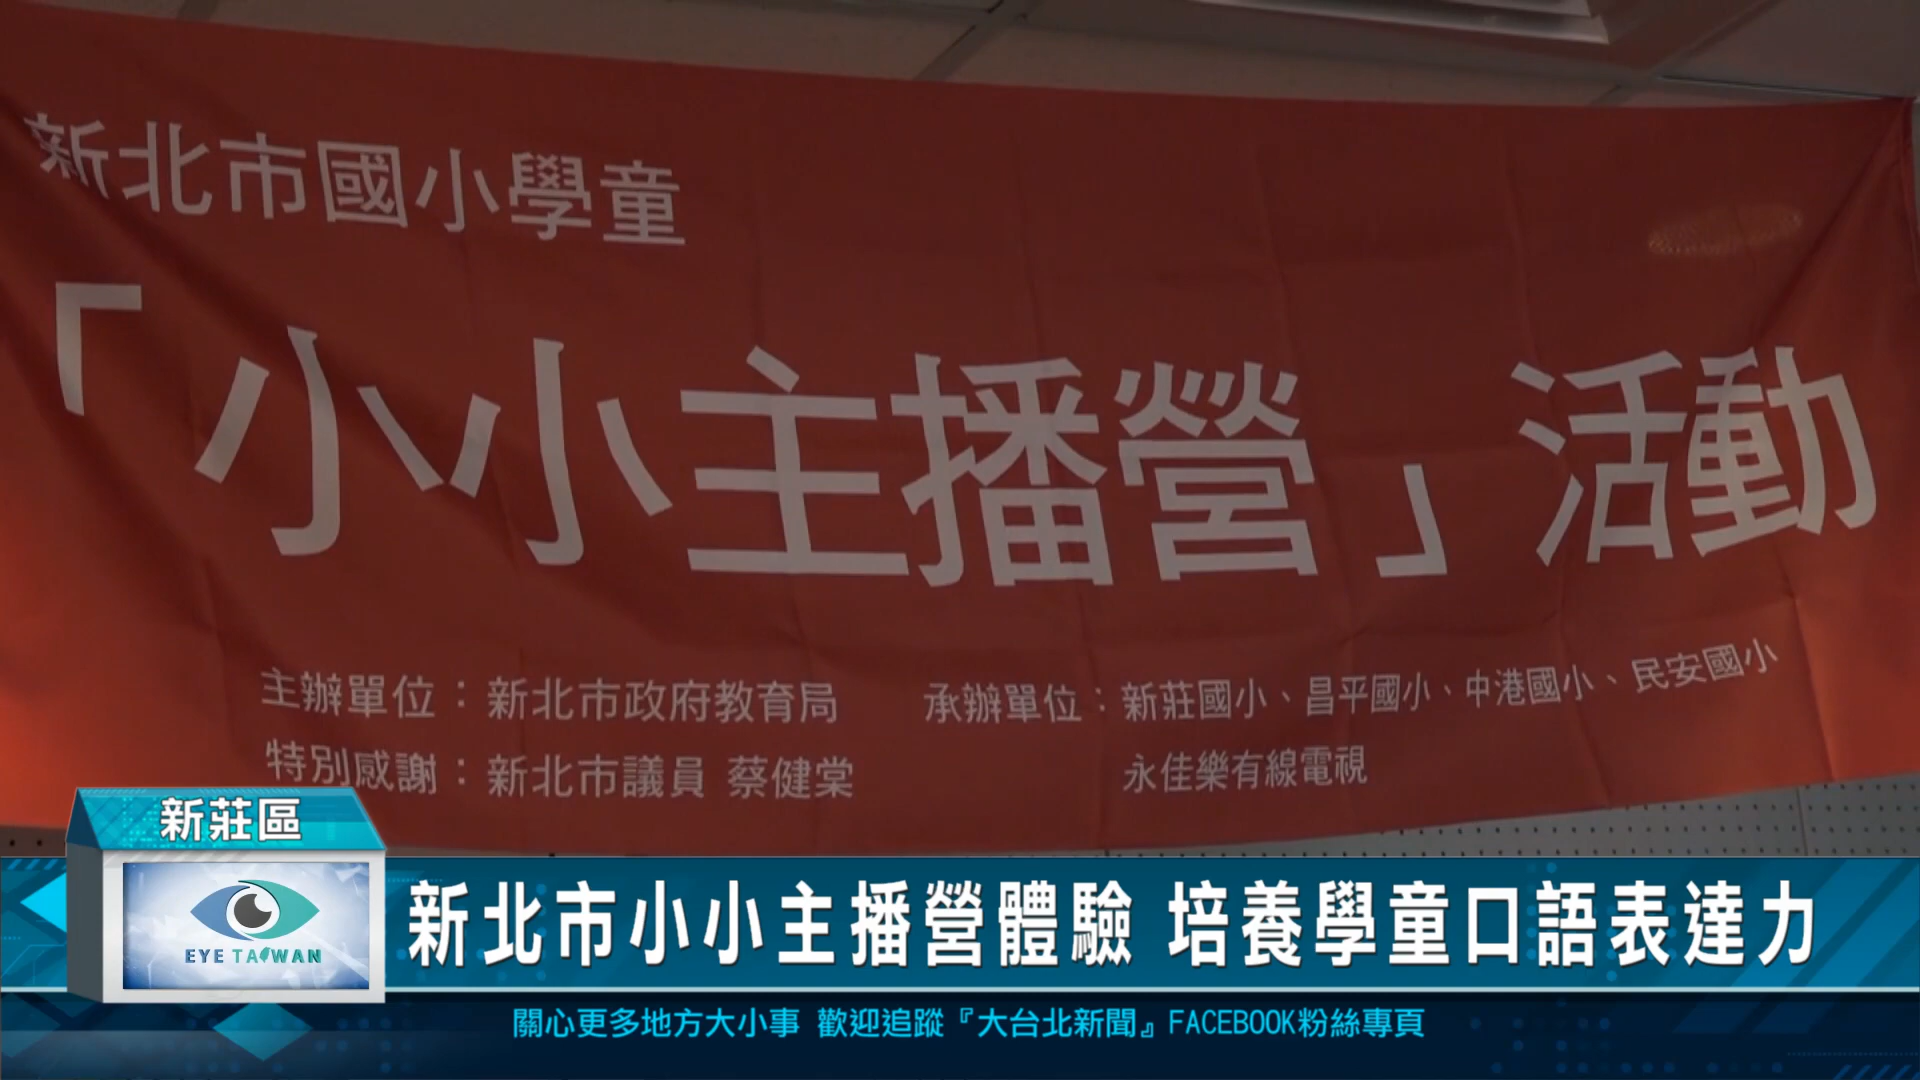 新北市國小學童
「小小主播營」活動
主辦單位：新北市政府教育局
承辦單位：新莊國小、昌平國小、中港國小、民安國小
特別感謝：新北市議員 蔡健棠
永佳樂有線電視
新莊區
EYE TAIWAN
新北市小小主播營體驗 培養學童口語表達力
關心更多地方大小事 歡迎追蹤『大台北新聞』FACEBOOK粉絲專頁